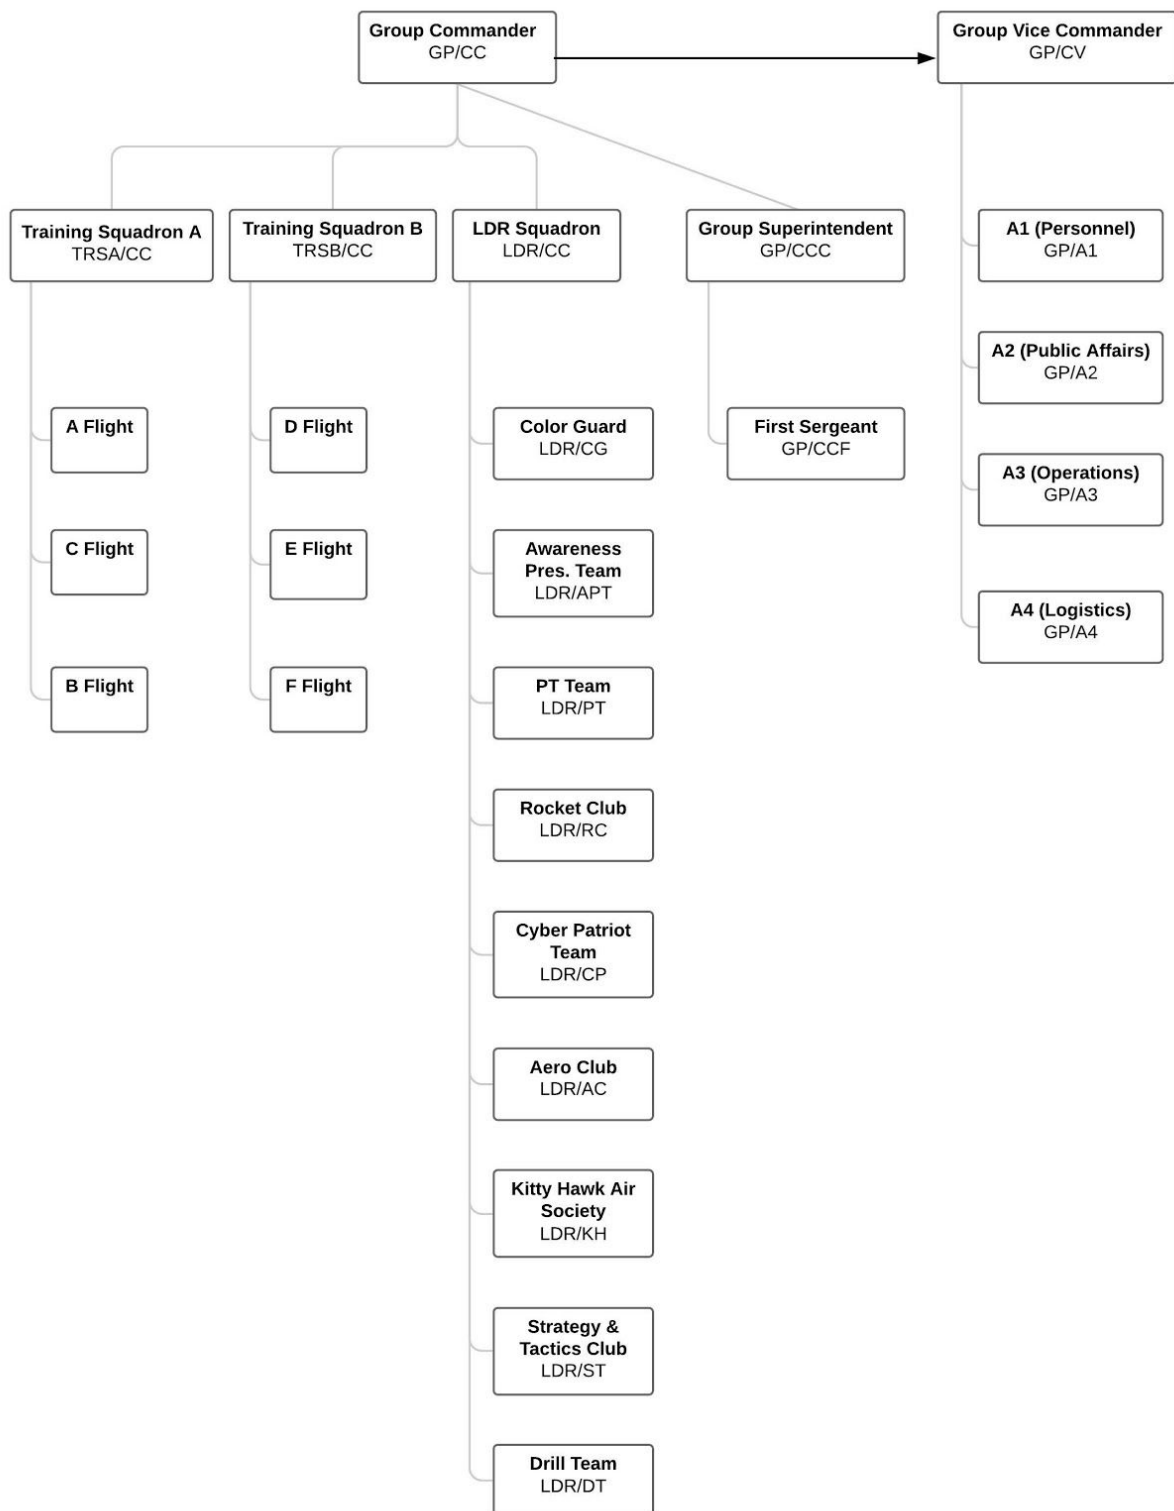 Group Commander
GP/CC
Group Vice Commander
GP/CV
Training Squadron A
TRSA/CC
Training Squadron B
TRSB/CC
LDR Squadron
LDR/CC
Group Superintendent
GP/CCC
A1 (Personnel)
GP/A1
A2 (Public Affairs)
GP/A2
A3 (Operations)
GP/A3
A4 (Logistics)
GP/A4
A Flight
C Flight
B Flight
D Flight
E Flight
F Flight
Color Guard
LDR/CG
Awareness
Pres. Team
LDR/APT
PT Team
LDR/PT
Rocket Club
LDR/RC
Cyber Patriot
Team
LDR/CP
Aero Club
LDR/AC
Kitty Hawk Air
Society
LDR/KH
Strategy &
Tactics Club
LDR/ST
Drill Team
LDR/DT
First Sergeant
GP/CCF